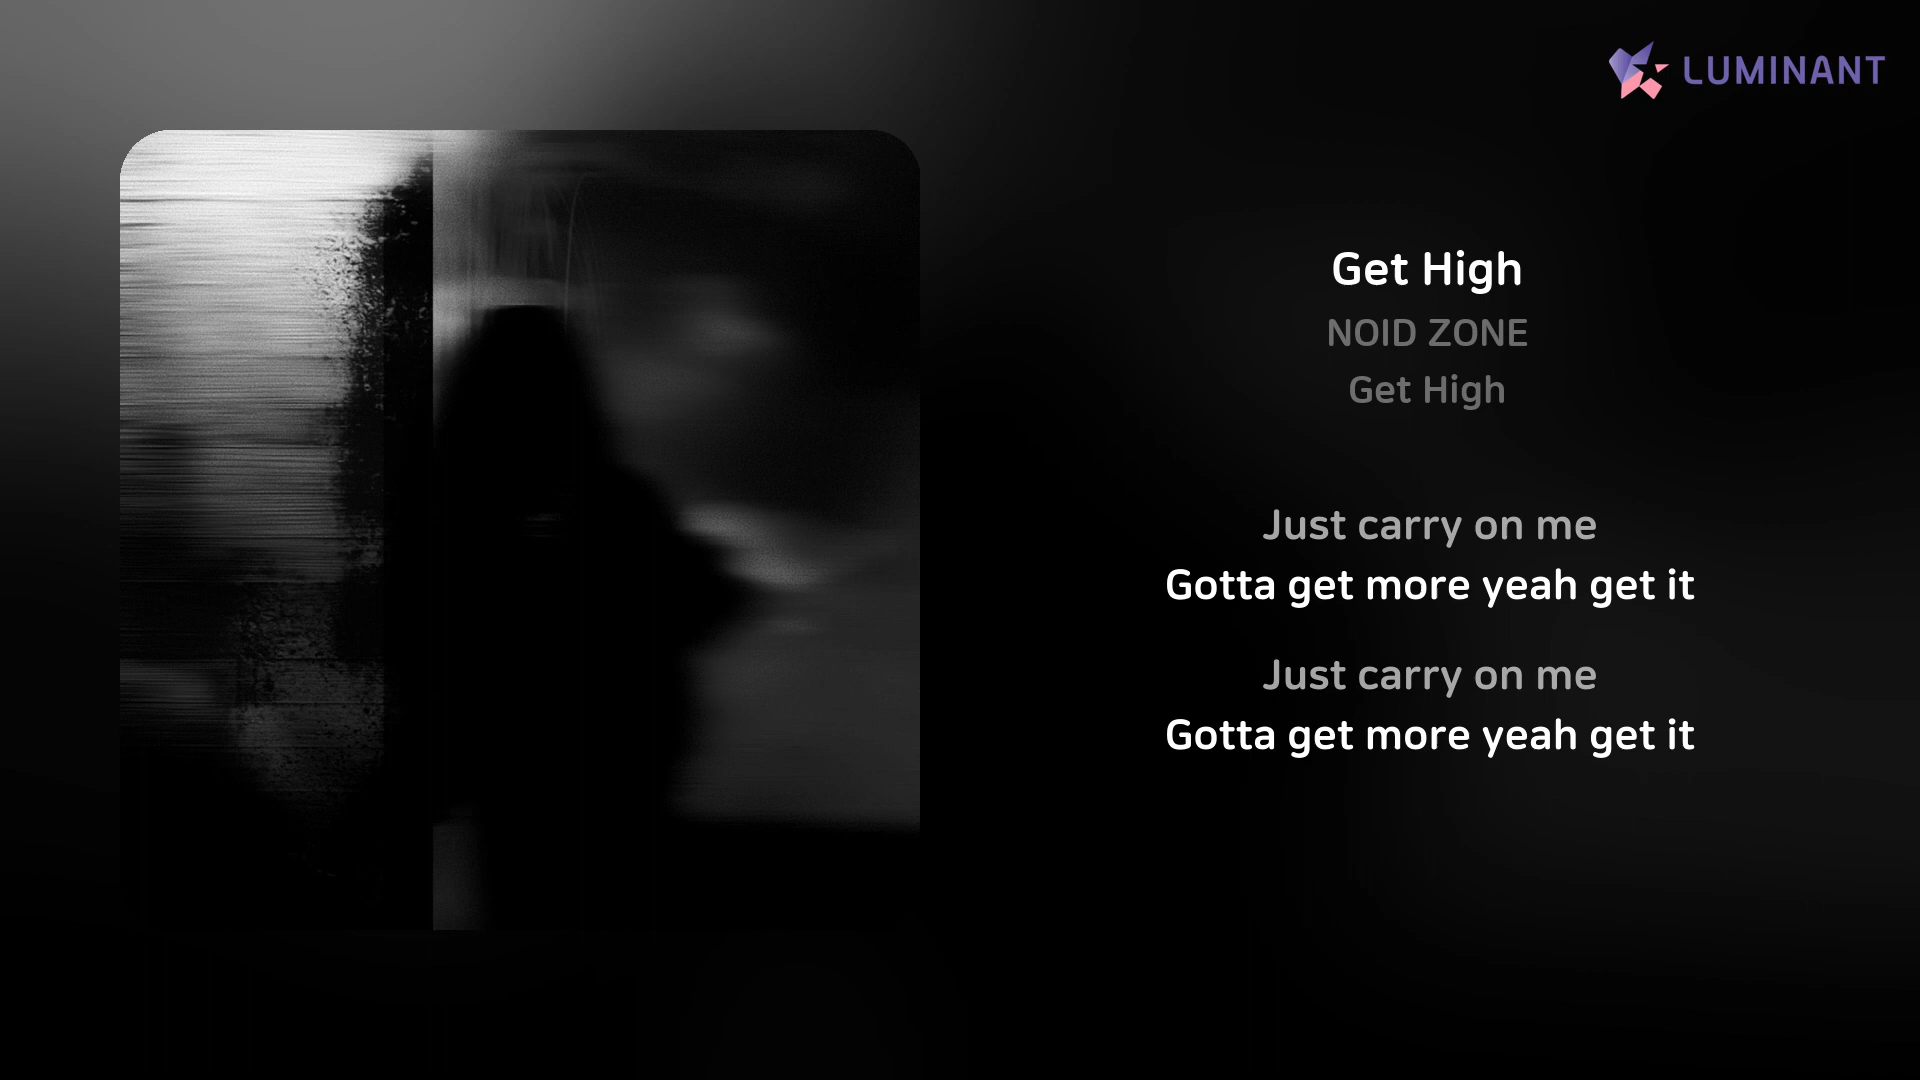 LUMINANT
Get High
NOID ZONE
Get High
Just carry on me
Gotta get more yeah get it
Just carry on me
Gotta get more yeah get it